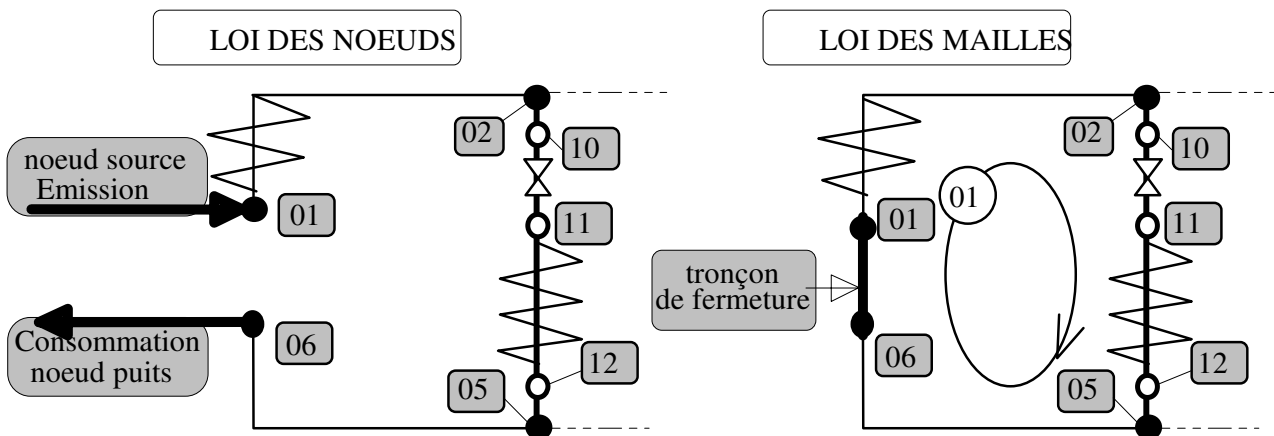 LOI DES NOEUDS
noeud source
Emission
01
Consommation
noeud puits
06
02
10
11
12
05
LOI DES MAILLES
tronçon
de fermeture
01
06
01
02
10
11
12
05